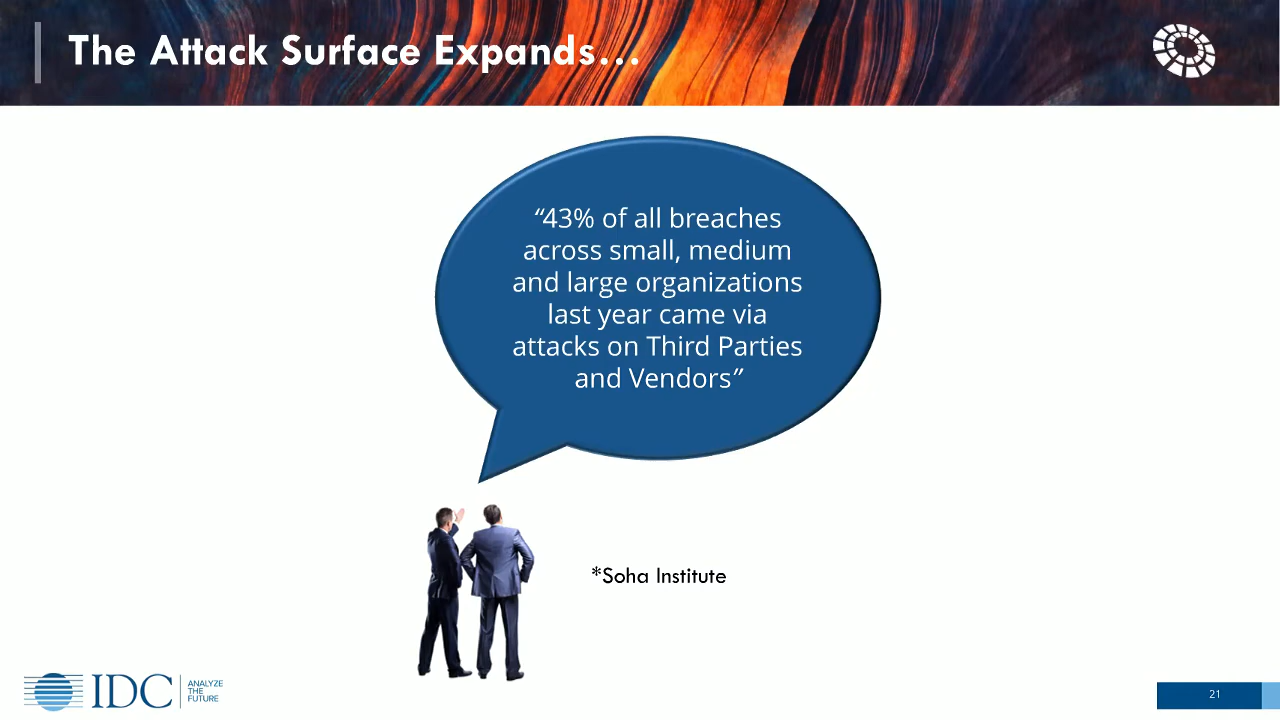 The Attack Surface Expands...
“43% of all breaches
across small, medium
and large organizations
last year came via
attacks on Third Parties
and Vendors”
*Soha Institute
IDC
ANALYZE
THE
FUTURE
21